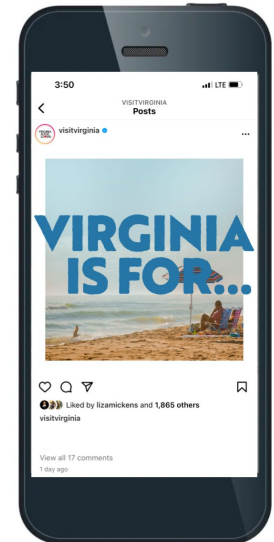 3:50
LTE
VISITVIRGINIA
Posts
visitvirginia
VIRGINIA
IS FOR...
Liked by lizamickens and 1,865 others
visitvirginia
View all 17 comments
1 day ago